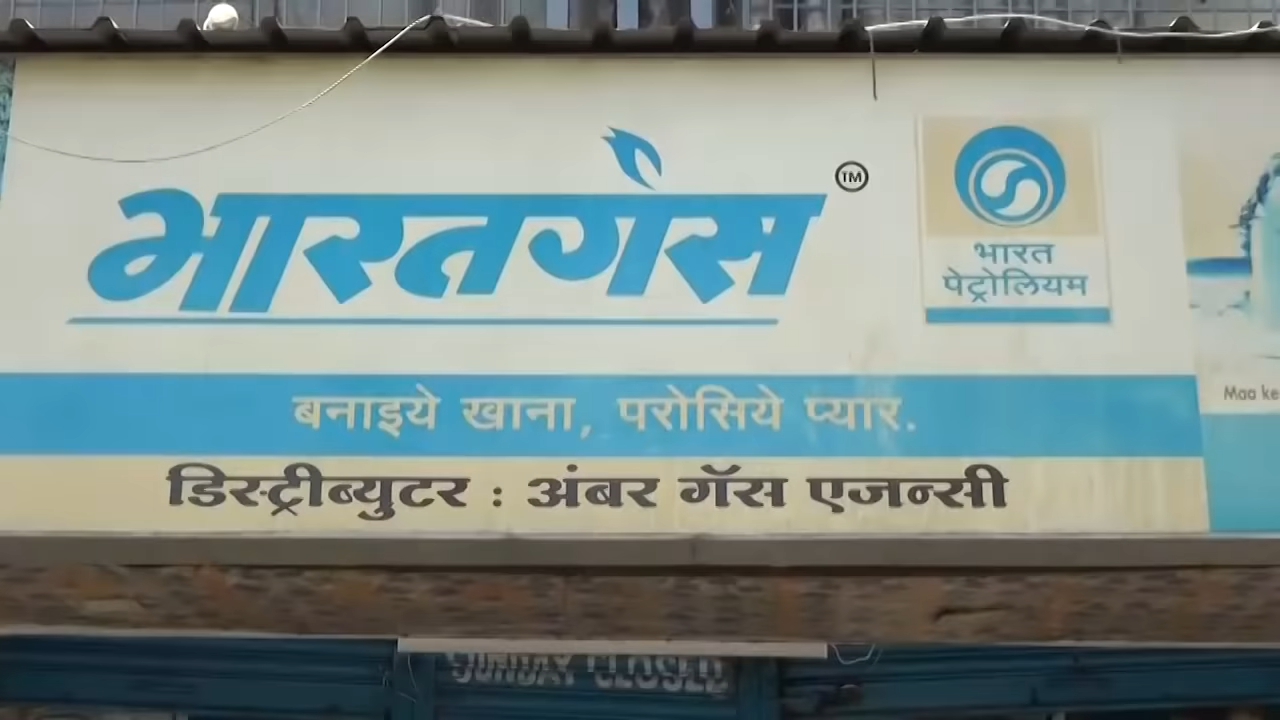 भारतगॅस
TM
भारत
पेट्रोलियम
बनाइये खाना, परोसिये प्यार.
Maa ke
डिस्ट्रीब्युटर : अंबर गॅस एजन्सी
SUNDAY CLOSED